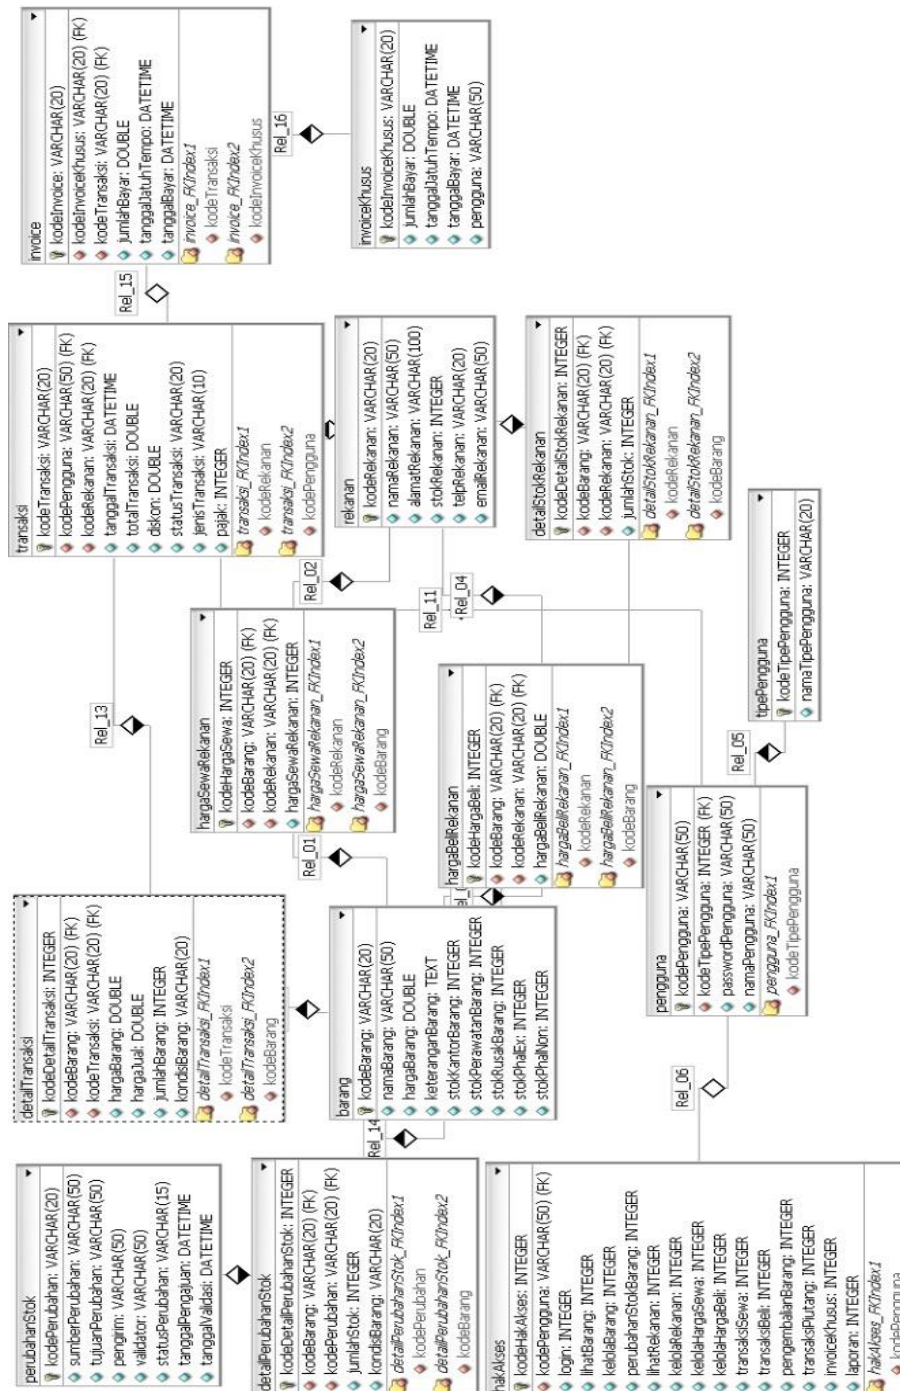 perubahanStok
kodePerubahan: VARCHAR(20)
sumberPerubahan: VARCHAR(50)
tujuanPerubahan: VARCHAR(50)
pengirim: VARCHAR(50)
validator: VARCHAR(50)
statusPerubahan: VARCHAR(15)
tanggalPengajuan: DATETIME
tanggalValidasi: DATETIME
detailTransaksi
kodeDetailTransaksi: INTEGER
kodeBarang: VARCHAR(20) (FK)
kodeTransaksi: VARCHAR(20) (FK)
hargaBarang: DOUBLE
hargaJual: DOUBLE
jumlahBarang: INTEGER
kondisiBarang: VARCHAR(20)
detailTransaksi_FKIndex1
kodeTransaksi
detailTransaksi_FKIndex2
kodeBarang
Rel_13
transaksi
kodeTransaksi: VARCHAR(20)
kodePengguna: VARCHAR(50) (FK)
kodeRekanan: VARCHAR(20) (FK)
tanggalTransaksi: DATETIME
totalTransaksi: DOUBLE
diskon: DOUBLE
statusTransaksi: VARCHAR(20)
jenisTransaksi: VARCHAR(10)
pajak: INTEGER
transaksi_FKIndex1
kodeRekanan
transaksi_FKIndex2
kodePengguna
Rel_15
invoice
kodeInvoice: VARCHAR(20)
kodeInvoiceKhusus: VARCHAR(20) (FK)
kodeTransaksi: VARCHAR(20) (FK)
jumlahBayar: DOUBLE
tanggalJatuhTempo: DATETIME
tanggalBayar: DATETIME
invoice_FKIndex1
kodeTransaksi
invoice_FKIndex2
kodeInvoiceKhusus
Rel_16
invoiceKhusus
kodeInvoiceKhusus: VARCHAR(20)
jumlahBayar: DOUBLE
tanggalJatuhTempo: DATETIME
tanggalBayar: DATETIME
pengguna: VARCHAR(50)
hargaSewaRekanan
kodeHargaSewa: INTEGER
kodeBarang: VARCHAR(20) (FK)
kodeRekanan: VARCHAR(20) (FK)
hargaSewaRekanan: INTEGER
hargaSewaRekanan_FKIndex1
kodeRekanan
hargaSewaRekanan_FKIndex2
kodeBarang
Rel_01
Rel_02
detailPerubahanStok
kodeDetailPerubahanStok: INTEGER
kodeBarang: VARCHAR(20) (FK)
kodePerubahan: VARCHAR(20) (FK)
jumlahStok: INTEGER
kondisiBarang: VARCHAR(20)
detailPerubahanStok_FKIndex1
kodePerubahan
detailPerubahanStok_FKIndex2
kodeBarang
Rel_14
barang
kodeBarang: VARCHAR(20)
namaBarang: VARCHAR(50)
hargaBarang: DOUBLE
keteranganBarang: TEXT
stokKantorBarang: INTEGER
stokPerawatanBarang: INTEGER
stokRusakBarang: INTEGER
stokPhalEx: INTEGER
stokPhalNon: INTEGER
rekanan
kodeRekanan: VARCHAR(20)
namaRekanan: VARCHAR(50)
alamatRekanan: VARCHAR(100)
stokRekanan: INTEGER
telpRekanan: VARCHAR(20)
emailRekanan: VARCHAR(50)
Rel_11
Rel_04
hargaBeliRekanan
kodeHargaBeli: INTEGER
kodeBarang: VARCHAR(20) (FK)
kodeRekanan: VARCHAR(20) (FK)
hargaBeliRekanan: DOUBLE
hargaBeliRekanan_FKIndex1
kodeRekanan
hargaBeliRekanan_FKIndex2
kodeBarang
detailStokRekanan
kodeDetailStokRekanan: INTEGER
kodeBarang: VARCHAR(20) (FK)
kodeRekanan: VARCHAR(20) (FK)
jumlahStok: INTEGER
detailStokRekanan_FKIndex1
kodeRekanan
detailStokRekanan_FKIndex2
kodeBarang
hakAkses
kodeHakAkses: INTEGER
kodePengguna: VARCHAR(50) (FK)
login: INTEGER
lihatBarang: INTEGER
kelolaBarang: INTEGER
perubahanStokBarang: INTEGER
lihatRekanan: INTEGER
kelolaRekanan: INTEGER
kelolaHargaSewa: INTEGER
kelolaHargaBeli: INTEGER
transaksiSewa: INTEGER
transaksiBeli: INTEGER
pengembalianBarang: INTEGER
transaksiPiutang: INTEGER
invoiceKhusus: INTEGER
laporan: INTEGER
hakAkses_FKIndex1
kodePengguna
Rel_06
pengguna
kodePengguna: VARCHAR(50)
kodeTipePengguna: INTEGER (FK)
passwordPengguna: VARCHAR(50)
namaPengguna: VARCHAR(50)
pengguna_FKIndex1
kodeTipePengguna
Rel_05
tipePengguna
kodeTipePengguna: INTEGER
namaTipePengguna: VARCHAR(20)